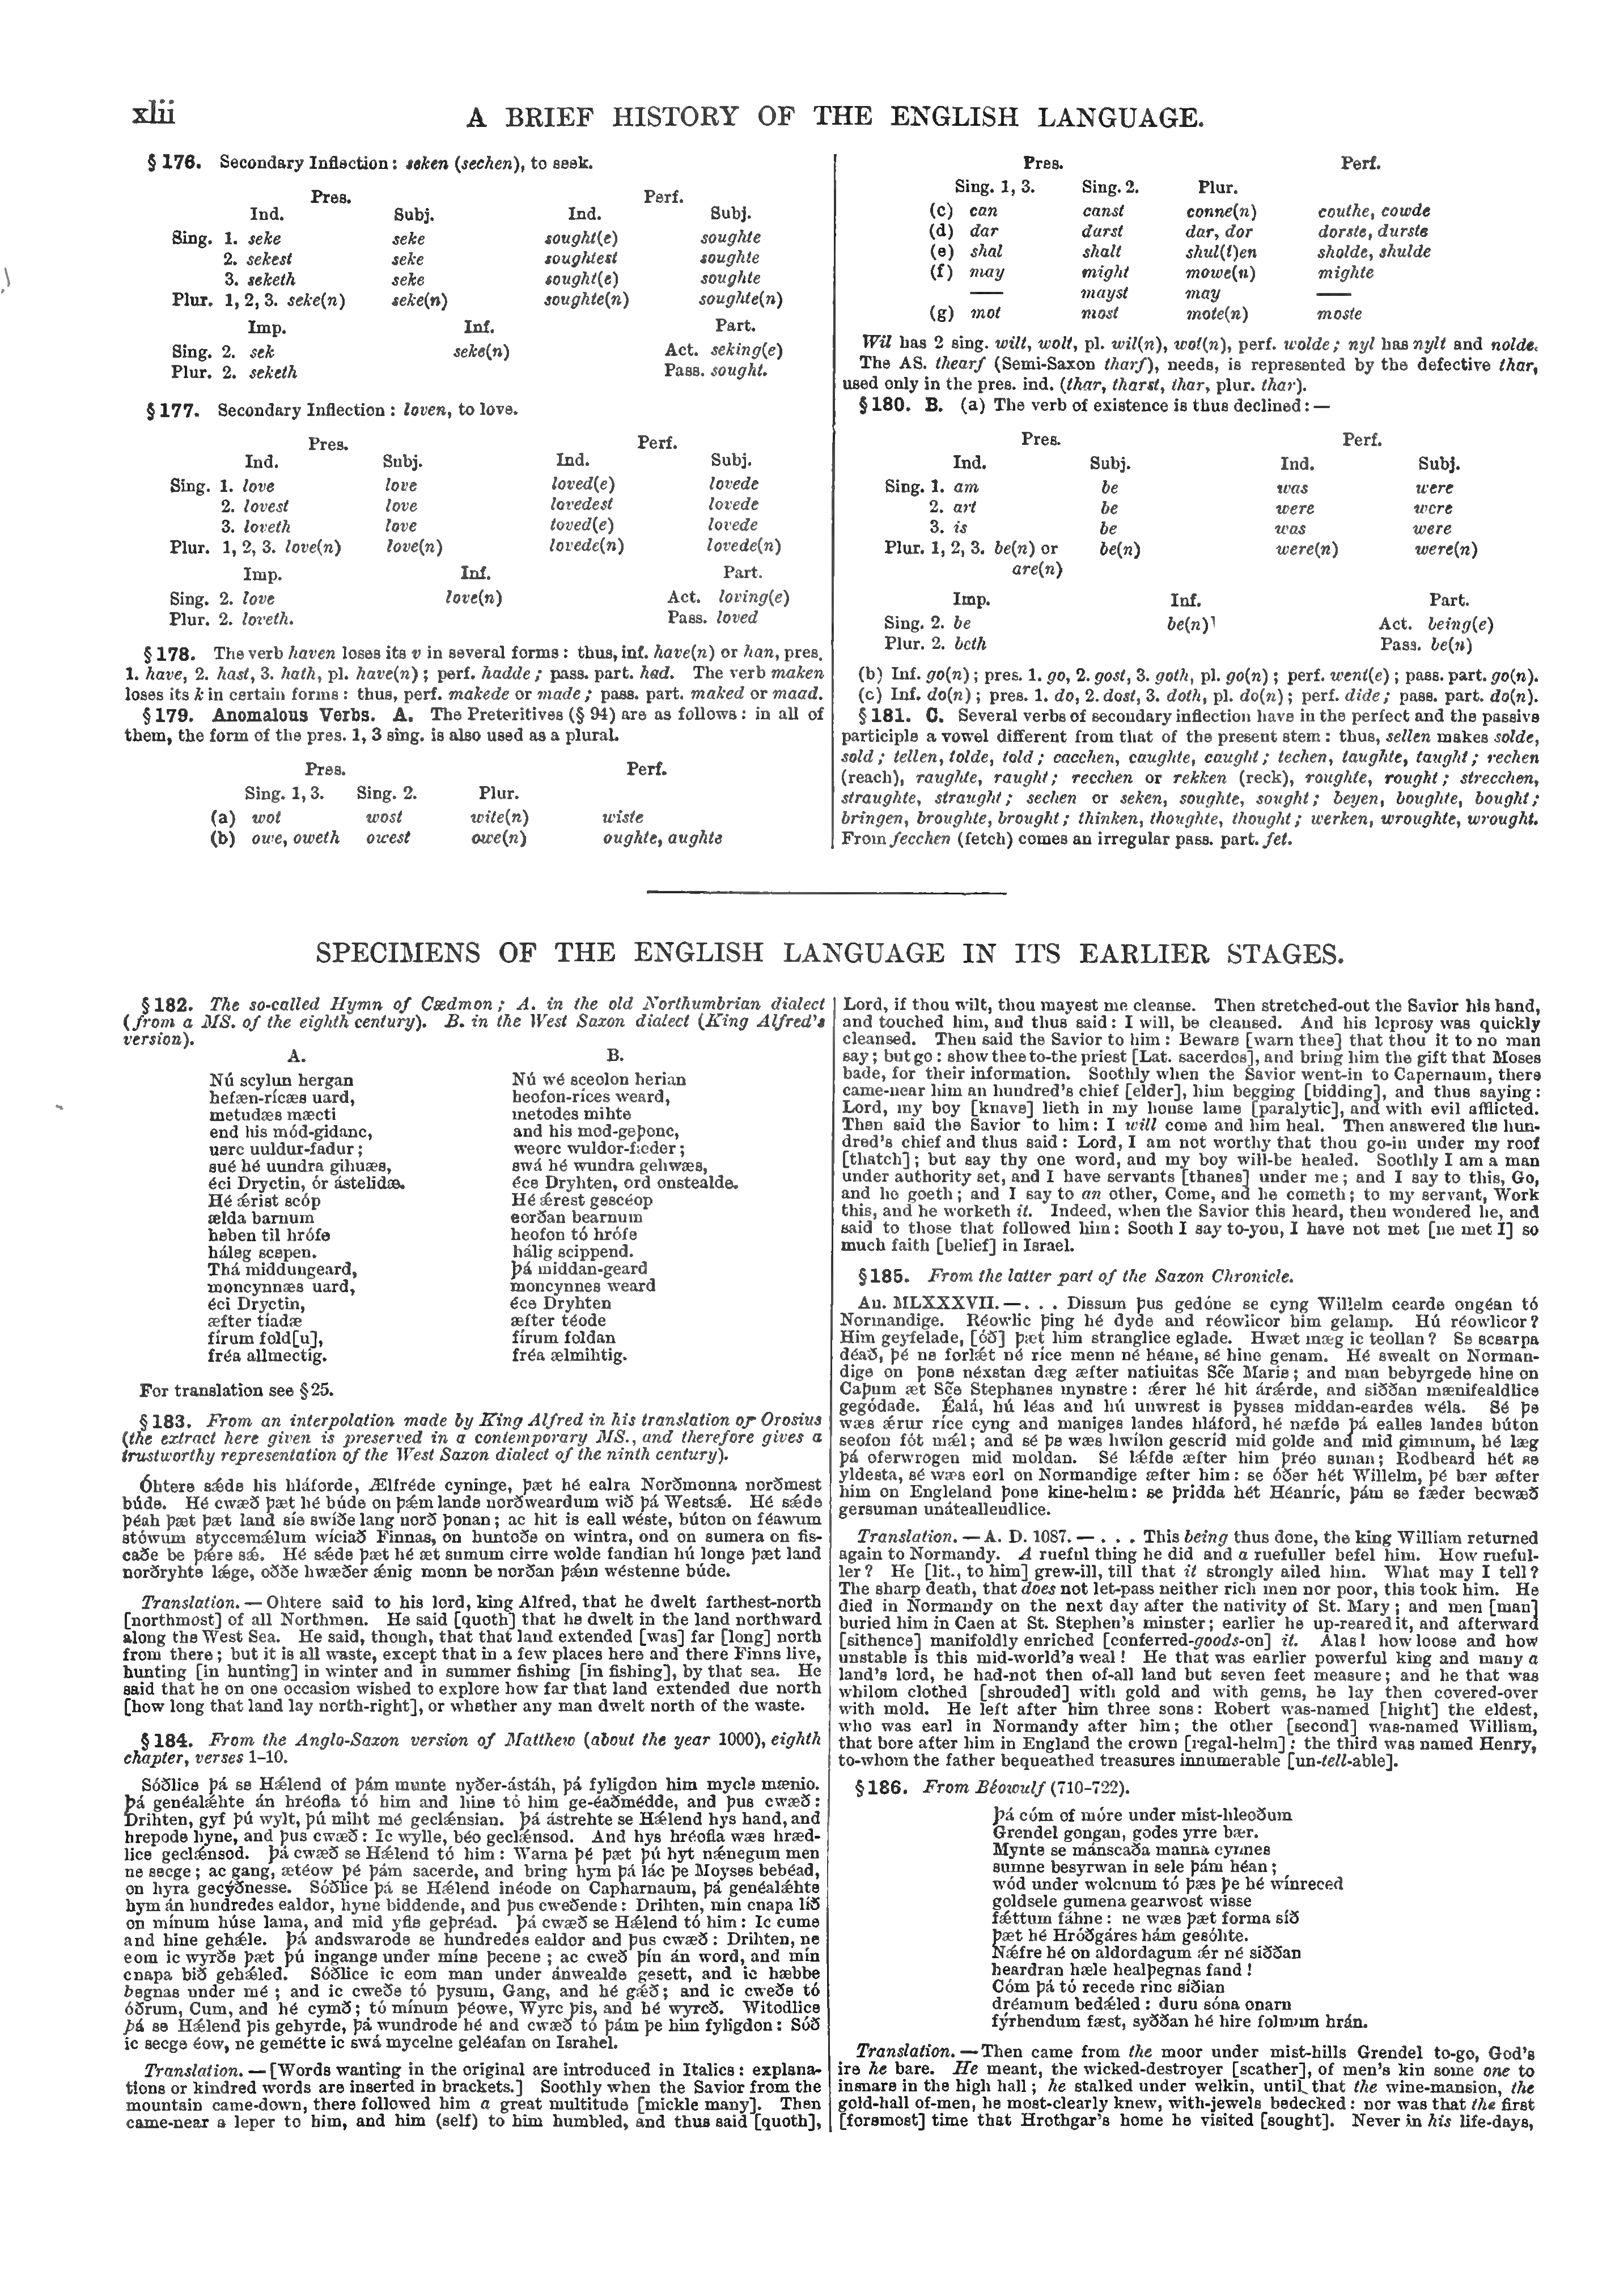 xlii
A BRIEF HISTORY OF THE ENGLISH LANGUAGE.
§ 176. Secondary Inflection: seken (sechen), to seek.
Pres. Perf.
Ind. Subj. Ind. Subj.
Sing. 1. seke seke sought(e) soughte
2. sekest seke soughtest soughte
3. seketh seke sought(e) soughte
Plur. 1, 2, 3. seke(n) seke(n) soughte(n) soughte(n)
Imp. Inf. Part.
Sing. 2. sek seke(n) Act. seking(e)
Plur. 2. seketh Pass. sought.
§ 177. Secondary Inflection: loven, to love.
Pres. Perf.
Ind. Subj. Ind. Subj.
Sing. 1. love love loved(e) lovede
2. lovest love lovedest lovede
3. loveth love loved(e) lovede
Plur. 1, 2, 3. love(n) love(n) lovede(n) lovede(n)
Imp. Inf. Part.
Sing. 2. love love(n) Act. loving(e)
Plur. 2. loveth. Pass. loved
§ 178. The verb haven loses its v in several forms: thus, inf. have(n) or han, pres.
1. have, 2. hast, 3. hath, pl. have(n); perf. hadde; pass. part. had. The verb maken
loses its k in certain forms: thus, perf. makede or made; pass. part. maked or maad.
§ 179. Anomalous Verbs. A. The Preteritives (§ 94) are as follows: in all of
them, the form of the pres. 1, 3 sing. is also used as a plural.
Pres. Perf.
Sing. 1, 3. Sing. 2. Plur.
(a) wot wost wite(n) wiste
(b) owe, oweth owest owe(n) oughte, aughte
Pres. Perf.
Sing. 1, 3. Sing. 2. Plur.
(c) can canst conne(n) couthe, cowde
(d) dar darst dar, dor dorste, durste
(e) shal shalt shul(l)en sholde, shulde
(f) may might mowe(n) mighte
— mayst may —
(g) mot most mote(n) moste
Wil has 2 sing. wilt, wolt, pl. wil(n), wol(n), perf. wolde; nyl has nylt and nolde.
The AS. thearf (Semi-Saxon tharf), needs, is represented by the defective thar,
used only in the pres. ind. (thar, tharst, thar, plur. thar).
§ 180. B. (a) The verb of existence is thus declined: —
Pres. Perf.
Ind. Subj. Ind. Subj.
Sing. 1. am be was were
2. art be were were
3. is be was were
Plur. 1, 2, 3. be(n) or be(n) were(n) were(n)
are(n)
Imp. Inf. Part.
Sing. 2. be be(n)¹ Act. being(e)
Plur. 2. beth Pass. be(n)
(b) Inf. go(n); pres. 1. go, 2. gost, 3. goth, pl. go(n); perf. went(e); pass. part. go(n).
(c) Inf. do(n); pres. 1. do, 2. dost, 3. doth, pl. do(n); perf. dide; pass. part. do(n).
§ 181. C. Several verbs of secondary inflection have in the perfect and the passive
participle a vowel different from that of the present stem: thus, sellen makes solde,
sold; tellen, tolde, told; cacchen, caughte, caught; techen, taughte, taught; rechen
(reach), raughte, raught; recchen or rekken (reck), roughte, rought; strecchen,
straughte, straught; sechen or seken, soughte, sought; beyen, boughte, bought;
bringen, broughte, brought; thinken, thoughte, thought; werken, wroughte, wrought.
From fecchen (fetch) comes an irregular pass. part. fet.
SPECIMENS OF THE ENGLISH LANGUAGE IN ITS EARLIER STAGES.
§ 182. The so-called Hymn of Cædmon; A. in the old Northumbrian dialect
(from a MS. of the eighth century). B. in the West Saxon dialect (King Alfred's
version).
A.
Nú scylun hergan
hefæn-rícæs uard,
metudæs mæcti
end his mód-gidanc,
uerc uuldur-fadur;
sué hé uundra gihuæs,
éci Dryctin, ór ástelidæ.
Hé ǽrist scóp
ælda barnum
heben til hrófe
háleg scepen.
Thá middungeard,
moncynnæs uard,
éci Dryctin,
æfter tíadæ
fírum fold[u],
fréa allmectig.
B.
Nú wé sceolon herian
heofon-ríces weard,
metodes mihte
and his mod-geþonc,
weorc wuldor-fæder;
swá hé wundra gehwæs,
éce Dryhten, ord onstealde.
Hé ǽrest gescéop
eorðan bearnum
heofon tó hrófe
hálig scippend.
þá middan-geard
moncynnes weard
éce Dryhten
æfter téode
fírum foldan
fréa ælmihtig.
For translation see § 25.
§ 183. From an interpolation made by King Alfred in his translation of Orosius
(the extract here given is preserved in a contemporary MS., and therefore gives a
trustworthy representation of the West Saxon dialect of the ninth century).
Óhtere sǽde his hláforde, Ælfréde cyninge, þæt hé ealra Norðmonna norðmest
búde. Hé cwæð þæt hé búde on þǽm lande norðweardum wið þá Westsǽ. Hé sǽde
þéah þæt þæt land síe swíðe lang norð þonan; ac hit is eall wéste, búton on féawum
stówum styccemǽlum wíciað Finnas, on huntoðe on wintra, ond on sumera on fis-
caðe be þǽre sǽ. Hé sǽde þæt hé æt sumum cirre wolde fandian hú longe þæt land
norðryhte lǽge, oððe hwæðer ǽnig monn be norðan þǽm wéstenne búde.
Translation. — Ohtere said to his lord, king Alfred, that he dwelt farthest-north
[northmost] of all Northmen. He said [quoth] that he dwelt in the land northward
along the West Sea. He said, though, that that land extended [was] far [long] north
from there; but it is all waste, except that in a few places here and there Finns live,
hunting [in hunting] in winter and in summer fishing [in fishing], by that sea. He
said that he on one occasion wished to explore how far that land extended due north
[how long that land lay north-right], or whether any man dwelt north of the waste.
§ 184. From the Anglo-Saxon version of Matthew (about the year 1000), eighth
chapter, verses 1-10.
Sóðlice þá se Hǽlend of þám munte nyðer-ástáh, þá fyligdon him mycle mænio.
þá genéalǽhte án hréofla tó him and hine tó him ge-éaðmédde, and þus cwæð:
Drihten, gyf þú wylt, þú miht mé geclǽnsian. þá ástrehte se Hǽlend hys hand, and
hrepode hyne, and þus cwæð: Ic wylle, béo geclǽnsod. And hys hréofla wæs hræd-
lice geclǽnsod. þá cwæð se Hǽlend tó him: Warna þé þæt þú hyt nǽnegum men
ne secge; ac gang, ætéow þé þám sacerde, and bring hym þá lác þe Moyses bebéad,
on hyra gecýðnesse. Sóðlice þá se Hǽlend inéode on Capharnaum, þá genéalǽhte
hym án hundredes ealdor, hyne biddende, and þus cweðende: Drihten, min cnapa líð
on mínum húse lama, and mid yfle geþréad. þá cwæð se Hǽlend tó him: Ic cume
and hine gehǽle. þá andswarode se hundredes ealdor and þus cwæð: Drihten, ne
eom ic wyrðe þæt þú ingange under míne þecene; ac cweð þín án word, and mín
cnapa bið gehǽled. Sóðlice ic eom man under ánwealde gesett, and ic hæbbe
þegnas under mé; and ic cweðe tó þysum, Gang, and hé gǽð; and ic cweðe tó
óðrum, Cum, and hé cymð; tó mínum þéowe, Wyrc þis, and hé wyrcð. Witodlice
þá se Hǽlend þis gehyrde, þá wundrode hé and cwæð tó þám þe him fyligdon: Sóð
ic secge éow, ne gemétte ic swá mycelne geléafan on Israhel.
Translation. — [Words wanting in the original are introduced in Italics: explana-
tions or kindred words are inserted in brackets.] Soothly when the Savior from the
mountain came-down, there followed him a great multitude [mickle many]. Then
came-near a leper to him, and him (self) to him humbled, and thus said [quoth],
Lord, if thou wilt, thou mayest me cleanse. Then stretched-out the Savior his hand,
and touched him, and thus said: I will, be cleansed. And his leprosy was quickly
cleansed. Then said the Savior to him: Beware [warn thee] that thou it to no man
say; but go: show thee to-the priest [Lat. sacerdos], and bring him the gift that Moses
bade, for their information. Soothly when the Savior went-in to Capernaum, there
came-near him an hundred's chief [elder], him begging [bidding], and thus saying:
Lord, my boy [knave] lieth in my house lame [paralytic], and with evil afflicted.
Then said the Savior to him: I will come and him heal. Then answered the hun-
dred's chief and thus said: Lord, I am not worthy that thou go-in under my roof
[thatch]; but say thy one word, and my boy will-be healed. Soothly I am a man
under authority set, and I have servants [thanes] under me; and I say to this, Go,
and he goeth; and I say to an other, Come, and he cometh; to my servant, Work
this, and he worketh it. Indeed, when the Savior this heard, then wondered he, and
said to those that followed him: Sooth I say to-you, I have not met [ne met I] so
much faith [belief] in Israel.
§ 185. From the latter part of the Saxon Chronicle.
An. MLXXXVII. — . . . Dissum þus gedóne se cyng Willelm cearde ongéan tó
Normandige. Réowlic þing hé dyde and réowlicor him gelamp. Hú réowlicor?
Him geyfelade, [óð] þæt him stranglice eglade. Hwæt mæg ic teollan? Se scearpa
déað, þé ne forlǽt né ríce menn né héane, sé hine genam. Hé swealt on Norman-
dige on þone néxstan dæg æfter natiuitas Sc̃e Marie; and man bebyrgede hine on
Caþum æt Sc̃e Stephanes mynstre: ǽrer hé hit árǽrde, and siððan mænifealdlice
gegódade. Éalá, hú léas and hú unwrest is þysses middan-eardes wéla. Sé þe
wæs ǽrur ríce cyng and maniges landes hláford, hé næfde þá ealles landes búton
seofon fót mǽl; and sé þe wæs hwílon gescrid mid golde and mid gimmum, hé læg
þá oferwrogen mid moldan. Sé lǽfde æfter him þréo sunan; Rodbeard hét se
yldesta, sé wæs eorl on Normandige æfter him: se óðer hét Willelm, þé bær æfter
him on Engleland þone kine-helm: se þridda hét Héanríc, þám se fæder becwæð
gersuman unáteallendlice.
Translation. — A. D. 1087. — . . . This being thus done, the king William returned
again to Normandy. A rueful thing he did and a ruefuller befel him. How rueful-
ler? He [lit., to him] grew-ill, till that it strongly ailed him. What may I tell?
The sharp death, that does not let-pass neither rich men nor poor, this took him. He
died in Normandy on the next day after the nativity of St. Mary; and men [man]
buried him in Caen at St. Stephen's minster; earlier he up-reared it, and afterward
[sithence] manifoldly enriched [conferred-goods-on] it. Alas! how loose and how
unstable is this mid-world's weal! He that was earlier powerful king and many a
land's lord, he had-not then of-all land but seven feet measure; and he that was
whilom clothed [shrouded] with gold and with gems, he lay then covered-over
with mold. He left after him three sons: Robert was-named [hight] the eldest,
who was earl in Normandy after him; the other [second] was-named William,
that bore after him in England the crown [regal-helm]: the third was named Henry,
to-whom the father bequeathed treasures innumerable [un-tell-able].
§ 186. From Béowulf (710-722).
þá cóm of móre under mist-hleoðum
Grendel gongan, godes yrre bær.
Mynte se mánscaða manna cynnes
sumne besyrwan in sele þám héan;
wód under wolcnum tó þæs þe hé wínreced
goldsele gumena gearwost wisse
fǽttum fáhne: ne wæs þæt forma síð
þæt hé Hróðgáres hám gesóhte.
Nǽfre hé on aldordagum ǽr né siððan
heardran hæle healþegnas fand!
Cóm þá tó recede rinc síðian
dréamum bedǽled: duru sóna onarn
fýrbendum fæst, syððan hé hire folmum hrán.
Translation. — Then came from the moor under mist-hills Grendel to-go, God's
ire he bare. He meant, the wicked-destroyer [scather], of men's kin some one to
insnare in the high hall; he stalked under welkin, until that the wine-mansion, the
gold-hall of-men, he most-clearly knew, with-jewels bedecked: nor was that the first
[foremost] time that Hrothgar's home he visited [sought]. Never in his life-days,